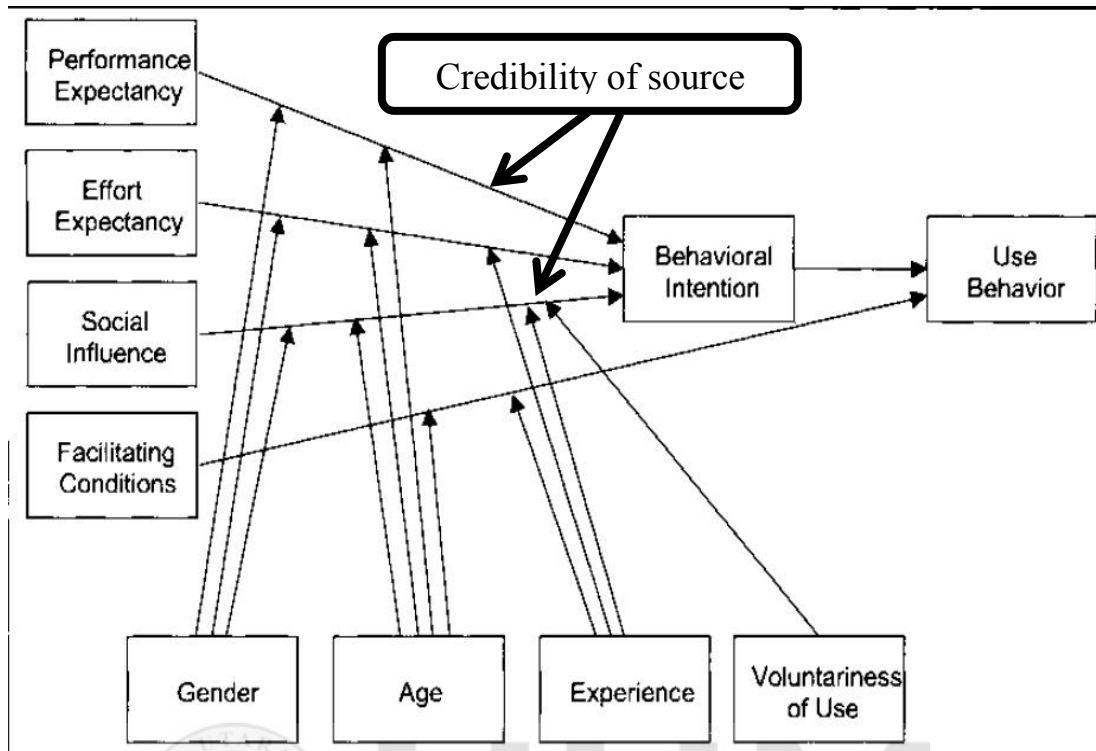 Performance
Expectancy
Credibility of source
Effort
Expectancy
Behavioral
Intention
Use
Behavior
Social
Influence
Facilitating
Conditions
Gender
Age
Experience
Voluntariness
of Use
UTAR